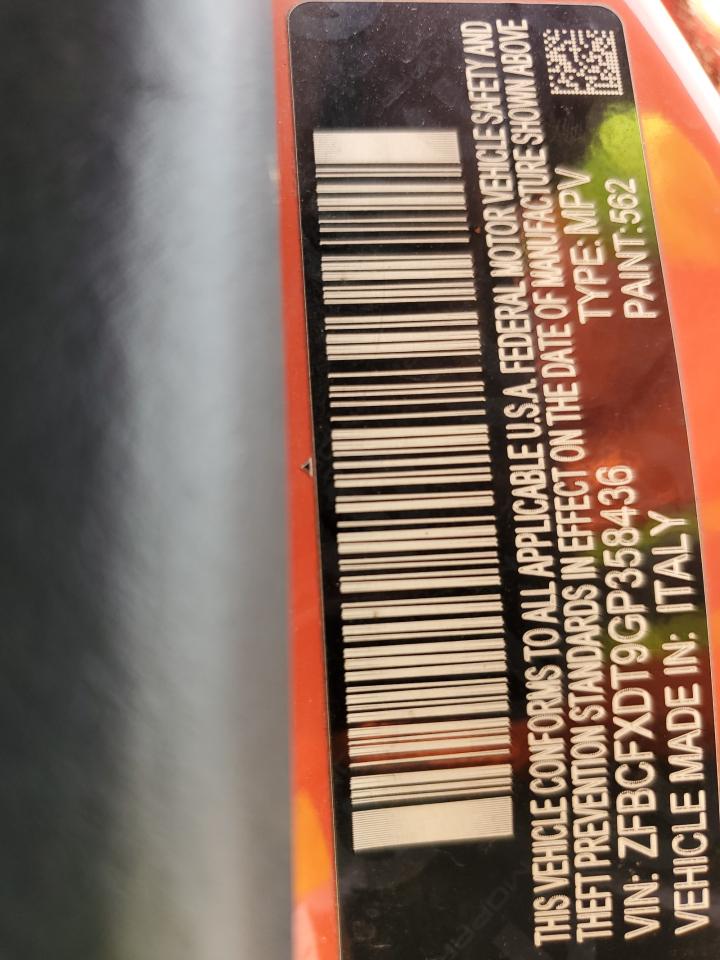 THIS VEHICLE CONFORMS TO ALL APPLICABLE U.S.A. FEDERAL MOTOR VEHICLE SAFETY AND
THEFT PREVENTION STANDARDS IN EFFECT ON THE DATE OF MANUFACTURE SHOWN ABOVE
VIN: ZFBCFXDT9GP358436 TYPE: MPV
VEHICLE MADE IN: ITALY PAINT: 562
MOPAR